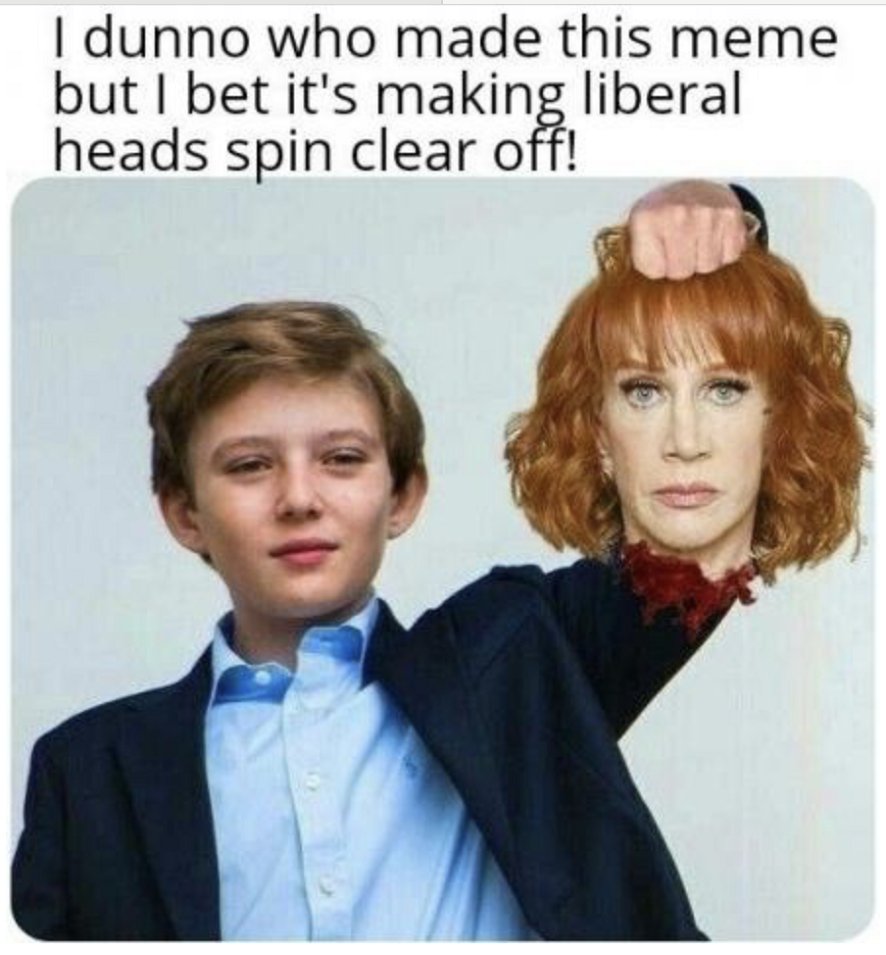 I dunno who made this meme
but I bet it's making liberal
heads spin clear off!